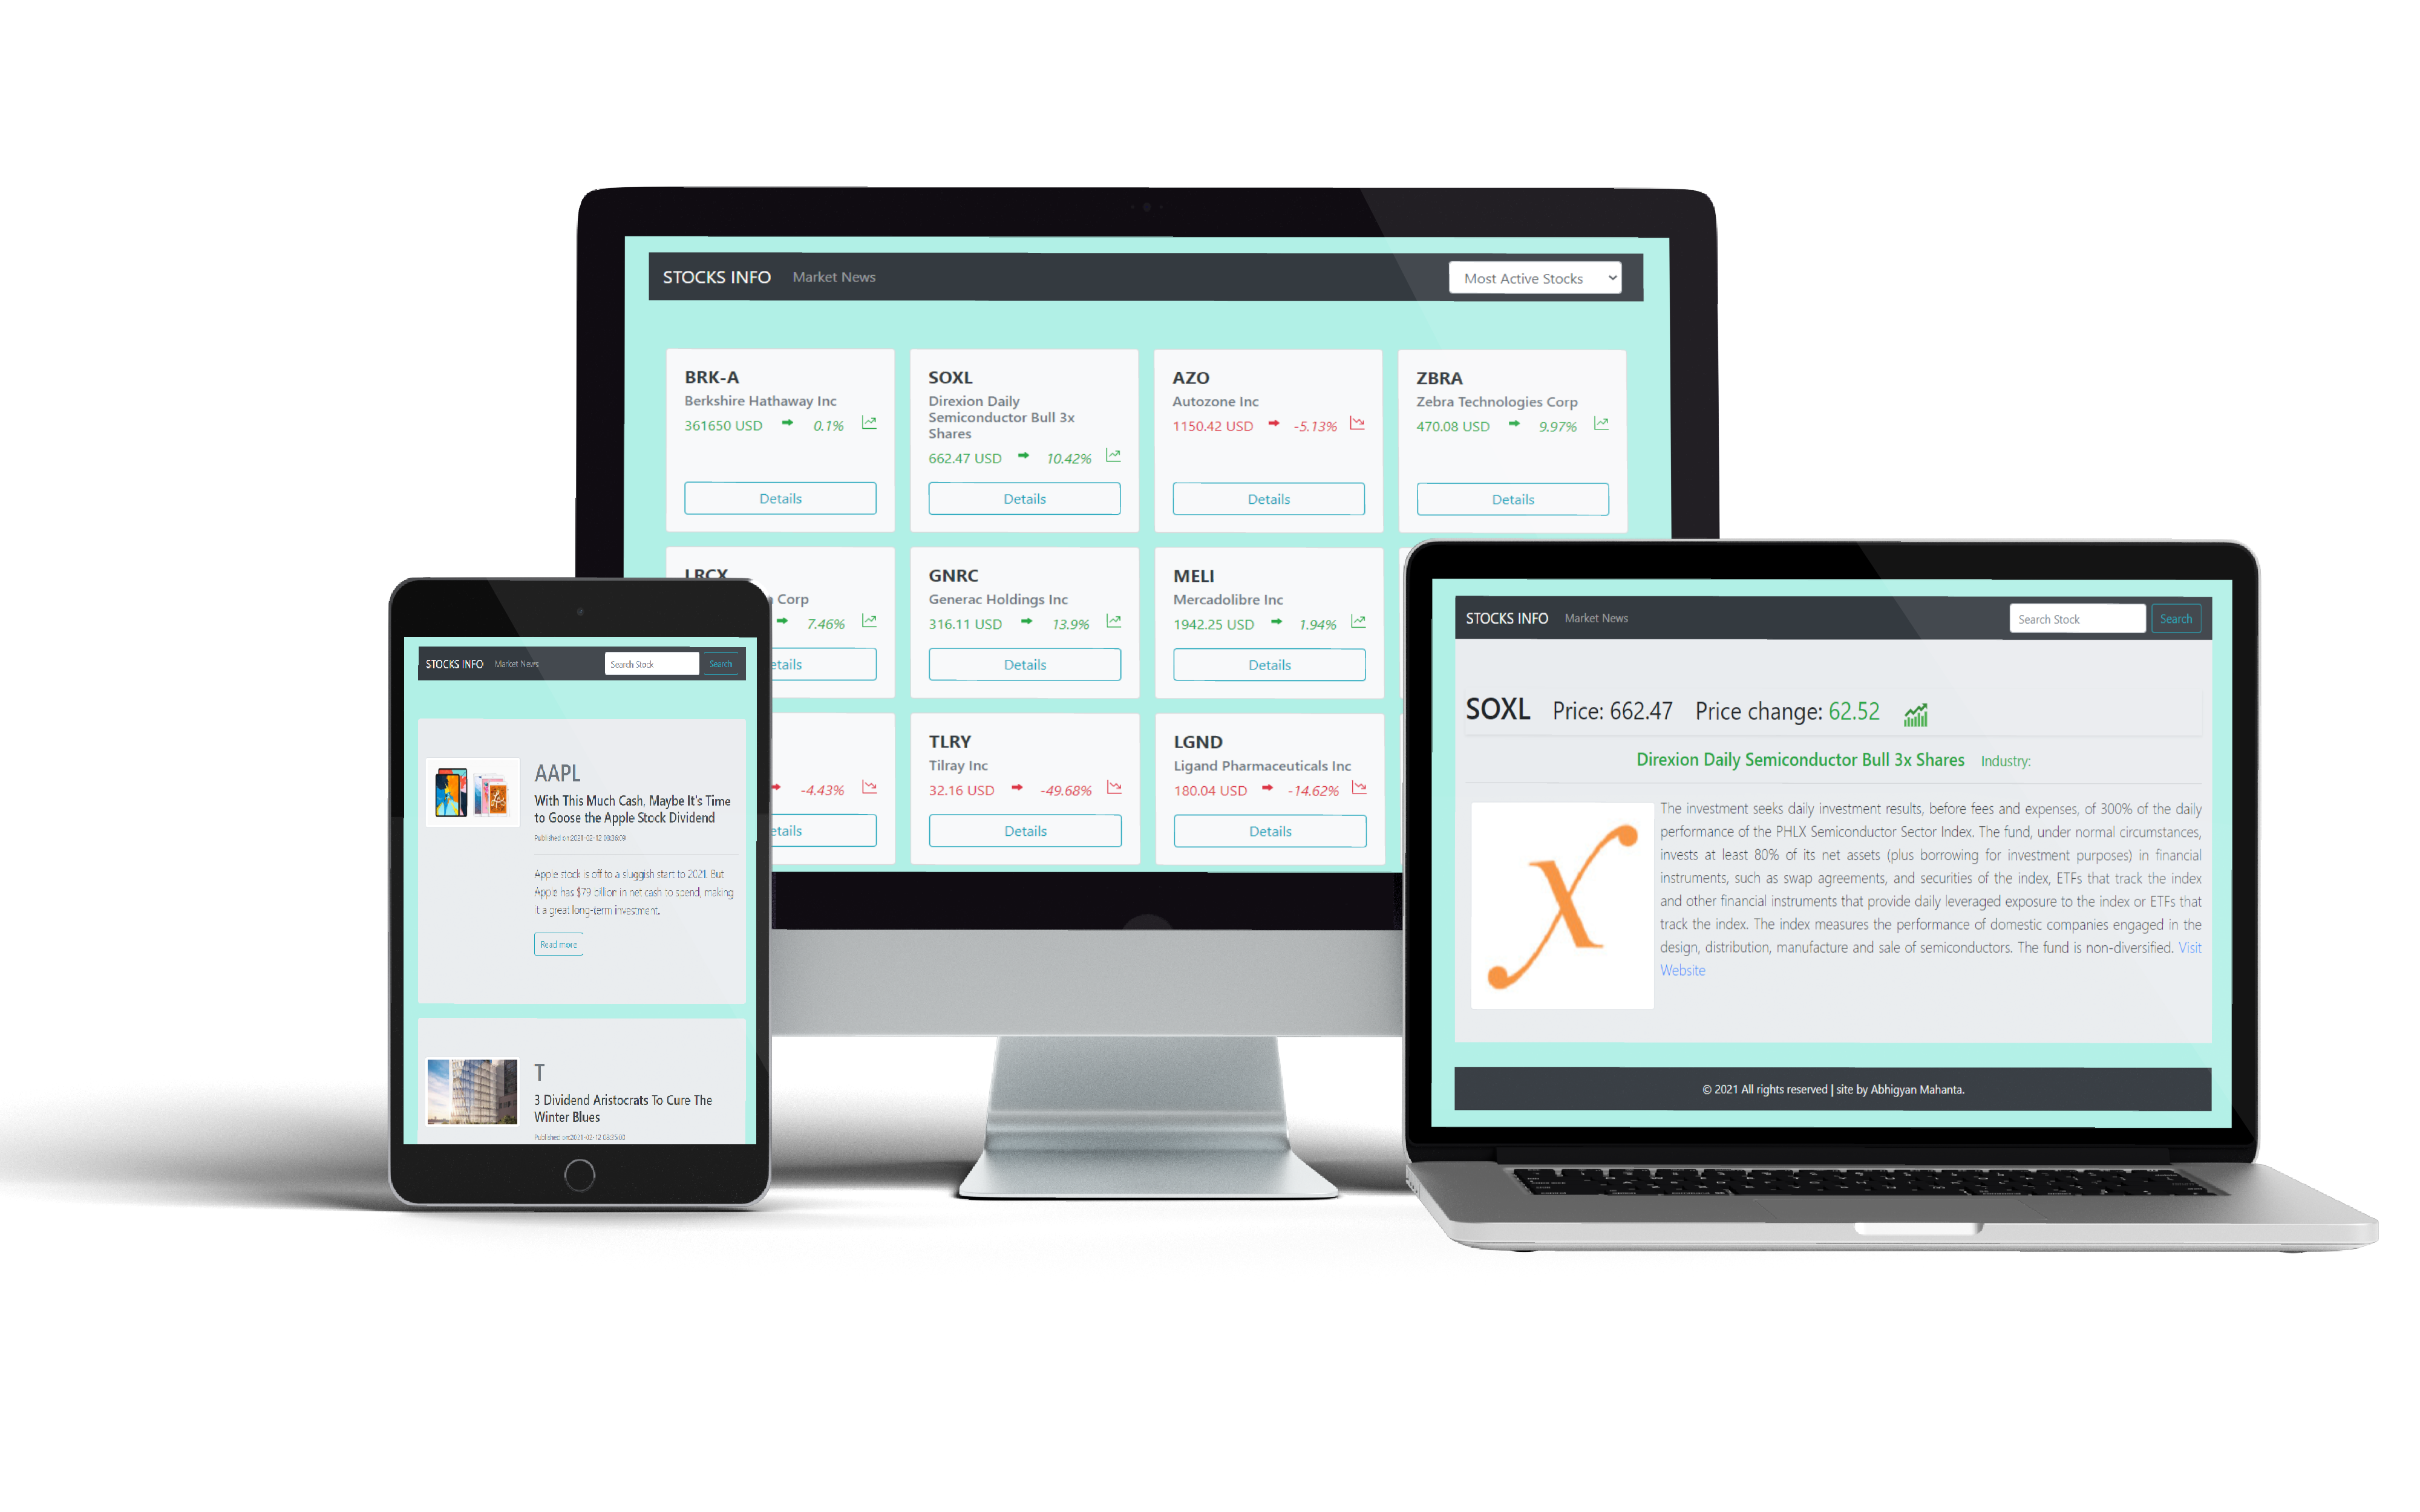 STOCKS INFO Market News Most Active Stocks
BRK-A
Berkshire Hathaway Inc
361650 USD 0.1%
Details
SOXL
Direxion Daily
Semiconductor Bull 3x
Shares
662.47 USD 10.42%
Details
AZO
Autozone Inc
1150.42 USD -5.13%
Details
ZBRA
Zebra Technologies Corp
470.08 USD 9.97%
Details
LRCX
Corp
7.46%
etails
GNRC
Generac Holdings Inc
316.11 USD 13.9%
Details
MELI
Mercadolibre Inc
1942.25 USD 1.94%
Details
-4.43%
etails
TLRY
Tilray Inc
32.16 USD -49.68%
Details
LGND
Ligand Pharmaceuticals Inc
180.04 USD -14.62%
Details
STOCKS INFO Market News Search Stock Search
AAPL
With This Much Cash, Maybe It's Time
to Goose the Apple Stock Dividend
Published on:2021-02-12 08:38:09
Apple stock is off to a sluggish start to 2021. But
Apple has $79 billion in net cash to spend, making
it a great long-term investment.
Read more
T
3 Dividend Aristocrats To Cure The
Winter Blues
Published on:2021-02-12 08:35:00
STOCKS INFO Market News Search Stock Search
SOXL Price: 662.47 Price change: 62.52
Direxion Daily Semiconductor Bull 3x Shares Industry:
The investment seeks daily investment results, before fees and expenses, of 300% of the daily
performance of the PHLX Semiconductor Sector Index. The fund, under normal circumstances,
invests at least 80% of its net assets (plus borrowing for investment purposes) in financial
instruments, such as swap agreements, and securities of the index, ETFs that track the index
and other financial instruments that provide daily leveraged exposure to the index or ETFs that
track the index. The index measures the performance of domestic companies engaged in the
design, distribution, manufacture and sale of semiconductors. The fund is non-diversified. Visit
Website
© 2021 All rights reserved | site by Abhigyan Mahanta.